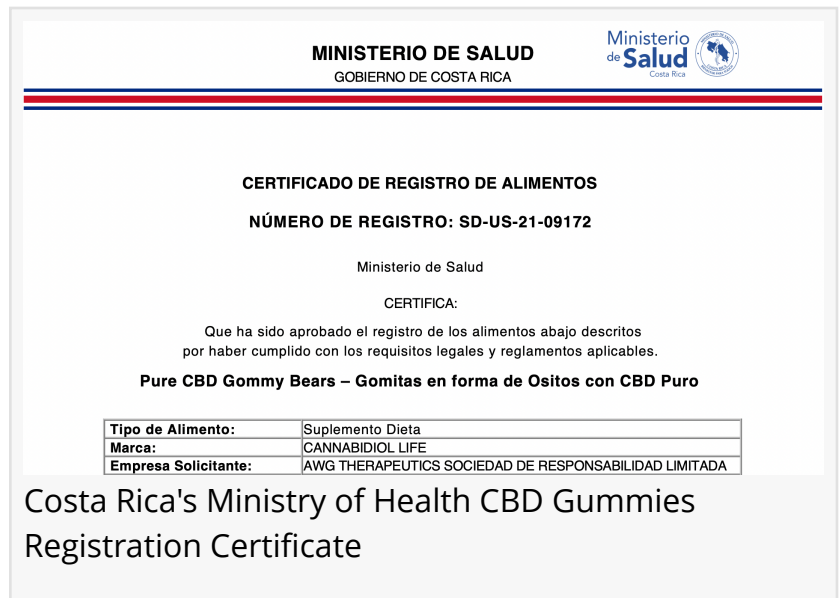 MINISTERIO DE SALUD
GOBIERNO DE COSTA RICA
Ministerio
de Salud
Costa Rica
CERTIFICADO DE REGISTRO DE ALIMENTOS
NÚMERO DE REGISTRO: SD-US-21-09172
Ministerio de Salud
CERTIFICA:
Que ha sido aprobado el registro de los alimentos abajo descritos
por haber cumplido con los requisitos legales y reglamentos aplicables.
Pure CBD Gommy Bears – Gomitas en forma de Ositos con CBD Puro
Tipo de Alimento: Suplemento Dieta
Marca: CANNABIDIOL LIFE
Empresa Solicitante: AWG THERAPEUTICS SOCIEDAD DE RESPONSABILIDAD LIMITADA
Costa Rica's Ministry of Health CBD Gummies
Registration Certificate